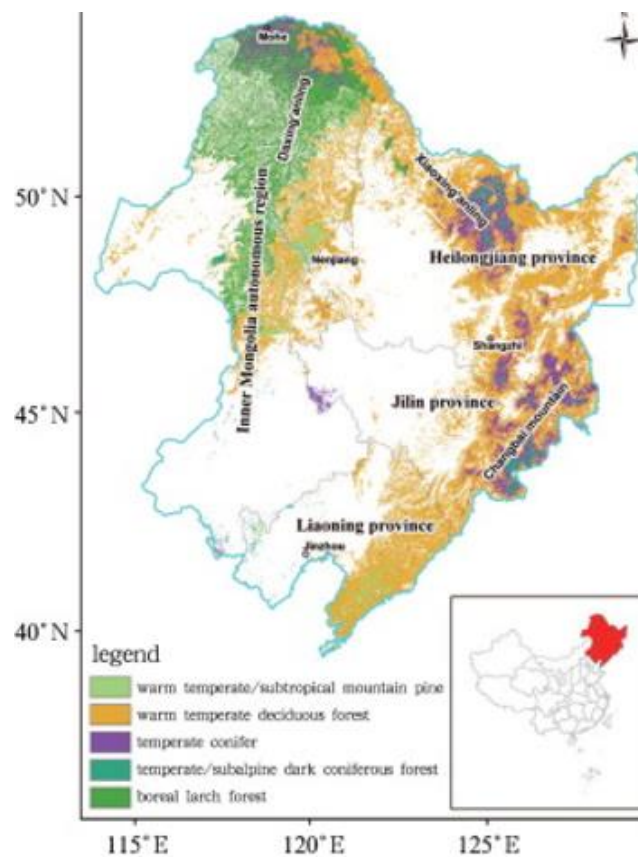 Mohe
Daxing'anling
Xiaoxing'anling
50°N
Inner Mongolia autonomous region
Nenjiang
Heilongjiang province
Shangzhi
Jilin province
45°N
Changbai mountain
Liaoning province
Jinzhou
40°N
legend
warm temperate/subtropical mountain pine
warm temperate deciduous forest
temperate conifer
temperate/subalpine dark coniferous forest
boreal larch forest
115°E
120°E
125°E